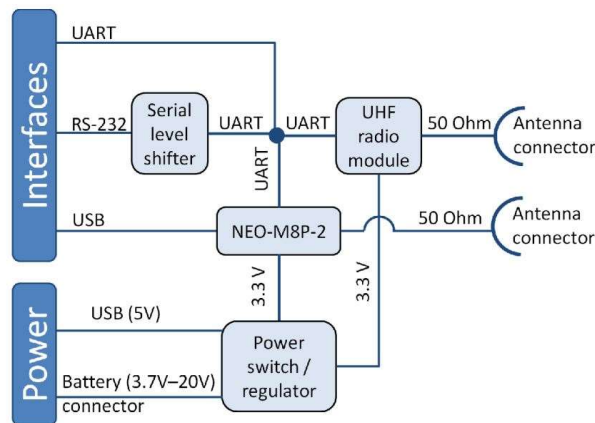 Interfaces
UART
RS-232
Serial
level
shifter
UART
UART
UHF
radio
module
50 Ohm
Antenna
connector
UART
USB
NEO-M8P-2
50 Ohm
Antenna
connector
3.3 V
3.3 V
Power
USB (5V)
Power
switch /
regulator
Battery (3.7V–20V)
connector